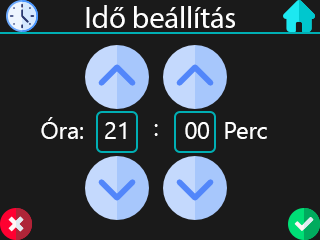 Idő beállítás
Óra: 21 : 00 Perc